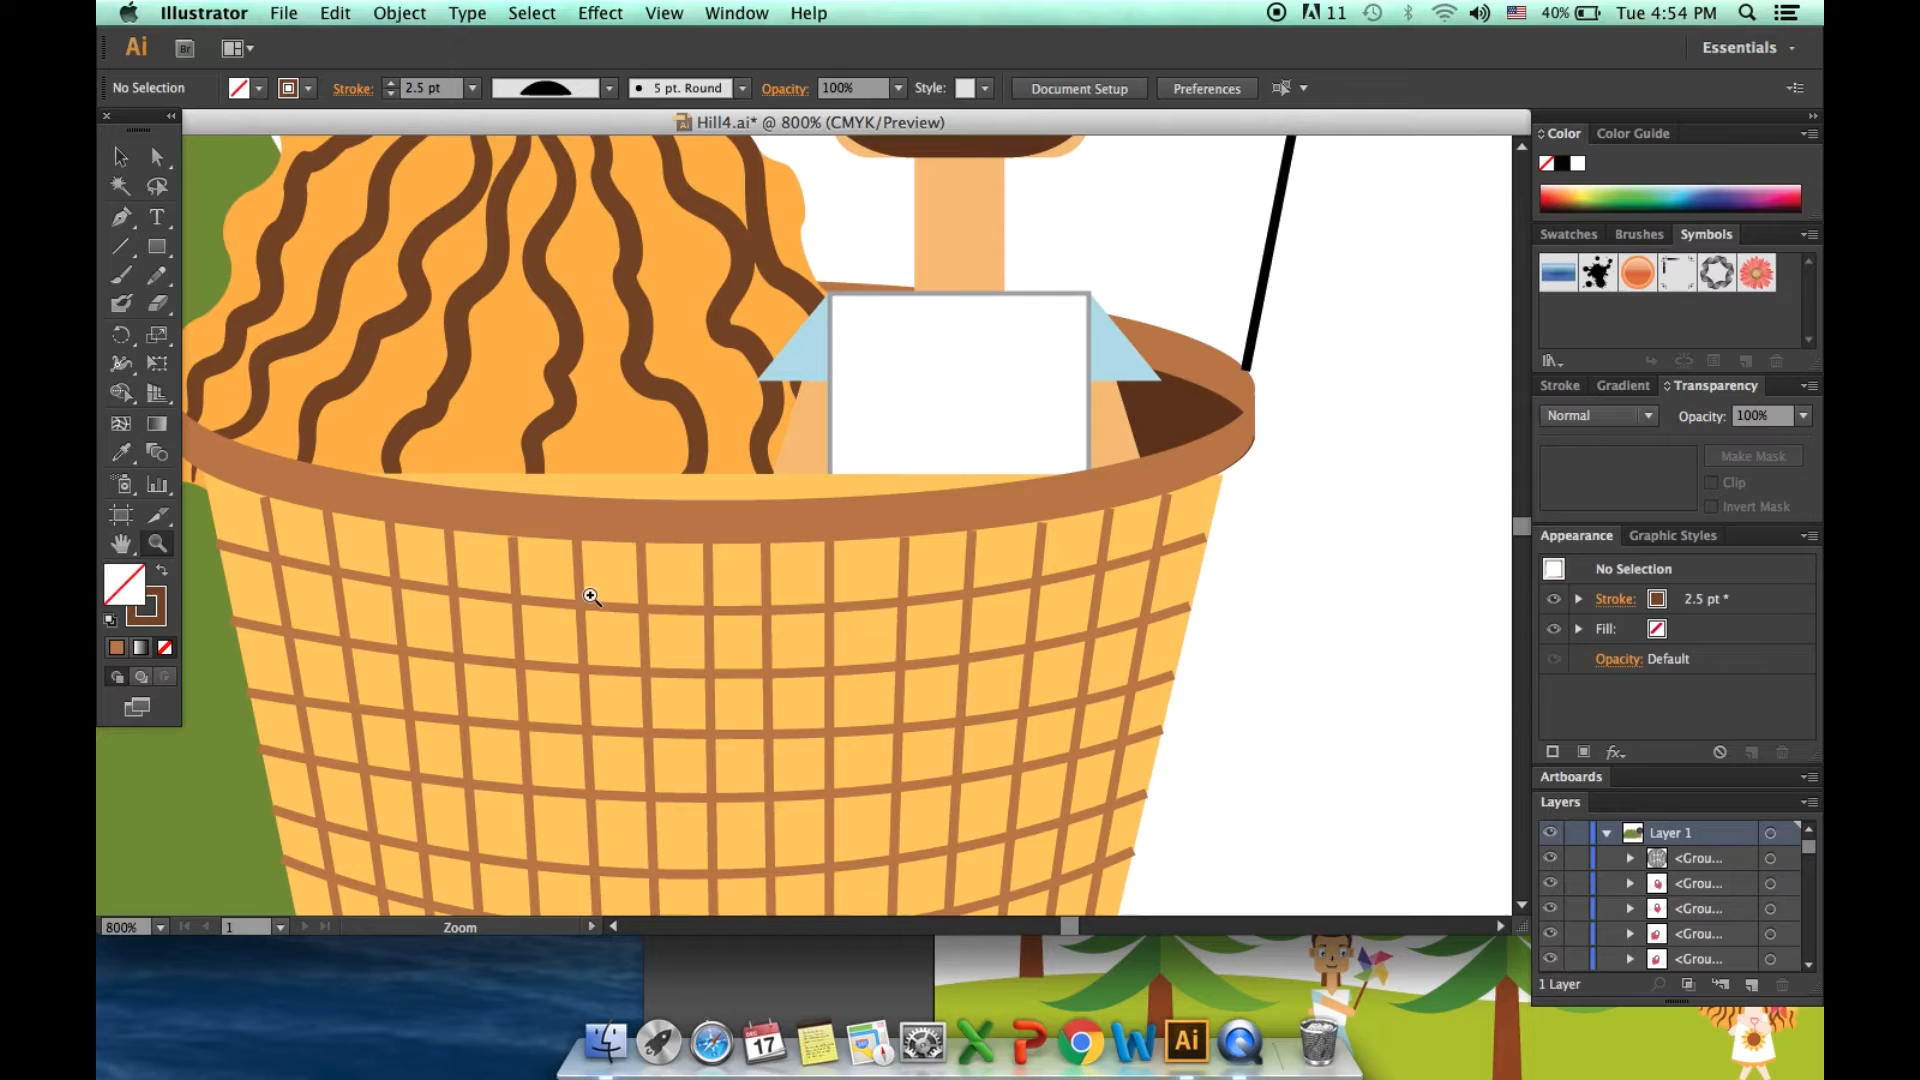 Illustrator File Edit Object Type Select Effect View Window Help 11 40% Tue 4:54 PM
Ai Br Essentials
No Selection Stroke: 2.5 pt 5 pt. Round Opacity: 100% Style: Document Setup Preferences
Hill4.ai* @ 800% (CMYK/Preview)
Color Color Guide
Swatches Brushes Symbols
Stroke Gradient Transparency
Normal Opacity: 100%
Make Mask
Clip
Invert Mask
Appearance Graphic Styles
No Selection
Stroke: 2.5 pt *
Fill:
Opacity: Default
fx
Artboards
Layers
Layer 1
<Grou...
<Grou...
<Grou...
<Grou...
<Grou...
1 Layer
T
800% 1 Zoom
DEC
17
X P W Ai